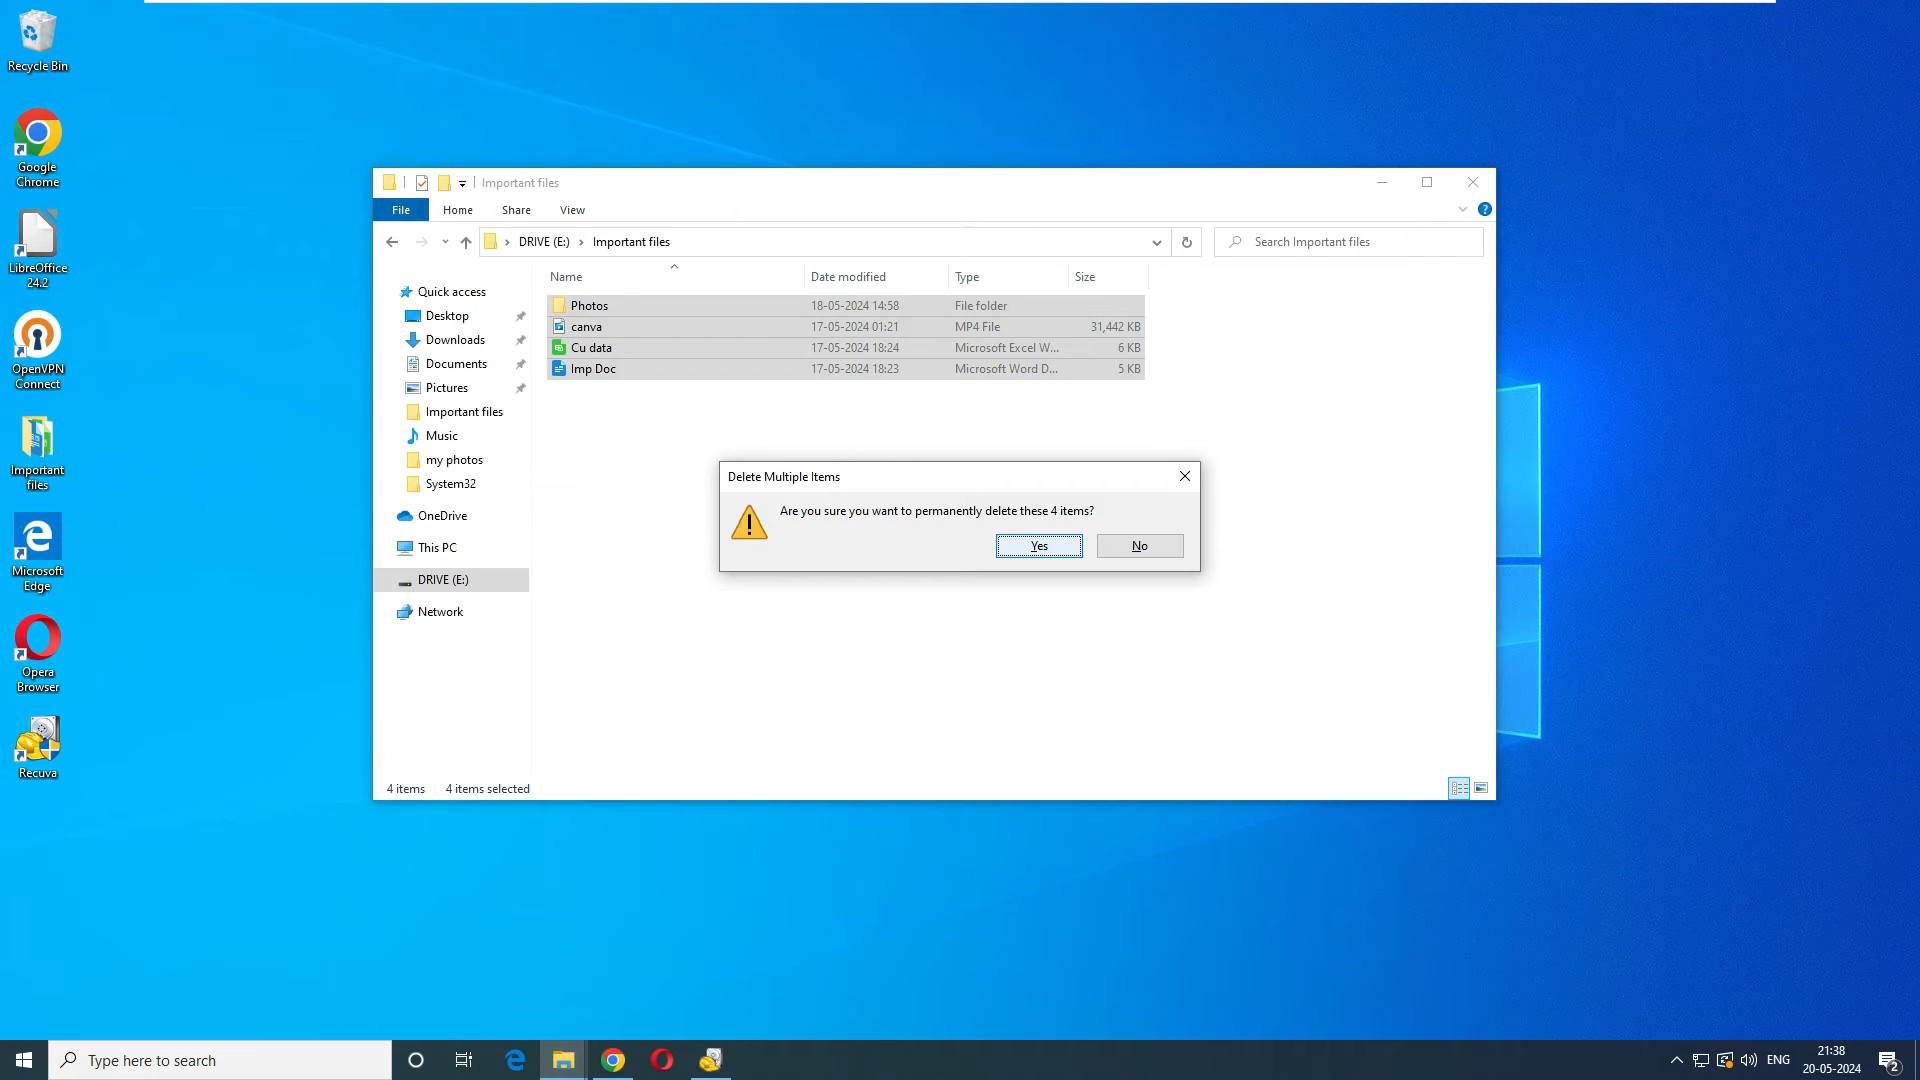 Recycle Bin
Google
Chrome
LibreOffice
24.2
OpenVPN
Connect
Important
files
Microsoft
Edge
Opera
Browser
Recuva
Important files
File Home Share View
DRIVE (E:) Important files
Search Important files
Name Date modified Type Size
Photos 18-05-2024 14:58 File folder
canva 17-05-2024 01:21 MP4 File 31,442 KB
Cu data 17-05-2024 18:24 Microsoft Excel W... 6 KB
Imp Doc 17-05-2024 18:23 Microsoft Word D... 5 KB
Quick access
Desktop
Downloads
Documents
Pictures
Important files
Music
my photos
System32
OneDrive
This PC
DRIVE (E:)
Network
Delete Multiple Items
Are you sure you want to permanently delete these 4 items?
Yes No
4 items 4 items selected
Type here to search
ENG
21:38
20-05-2024
2